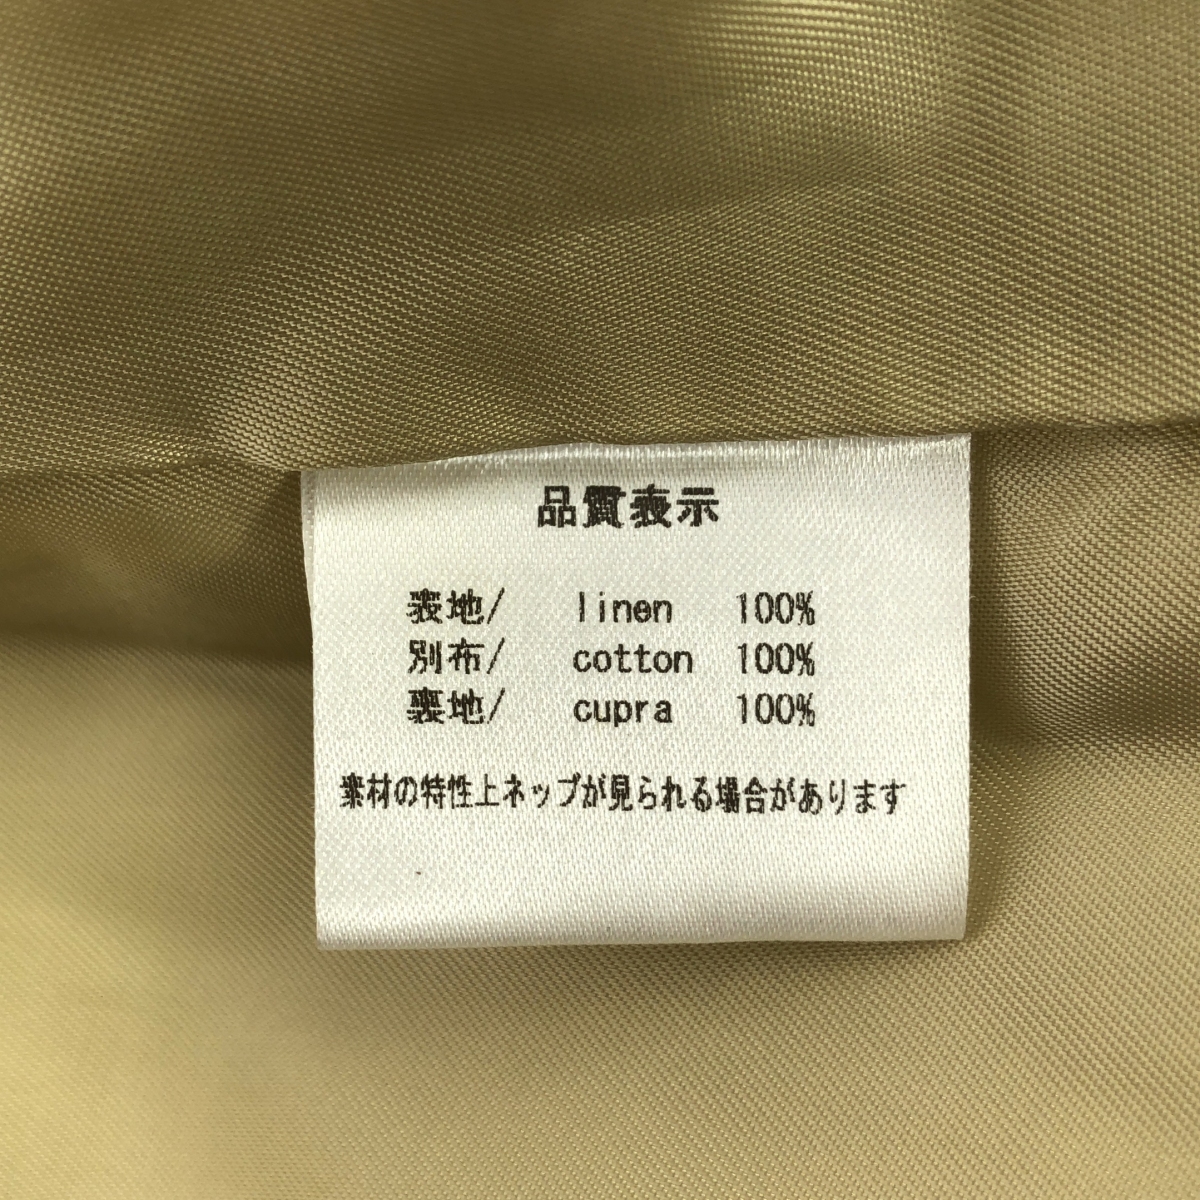 品質表示
表地/ linen 100%
別布/ cotton 100%
裏地/ cupra 100%
素材の特性上ネップが見られる場合があります